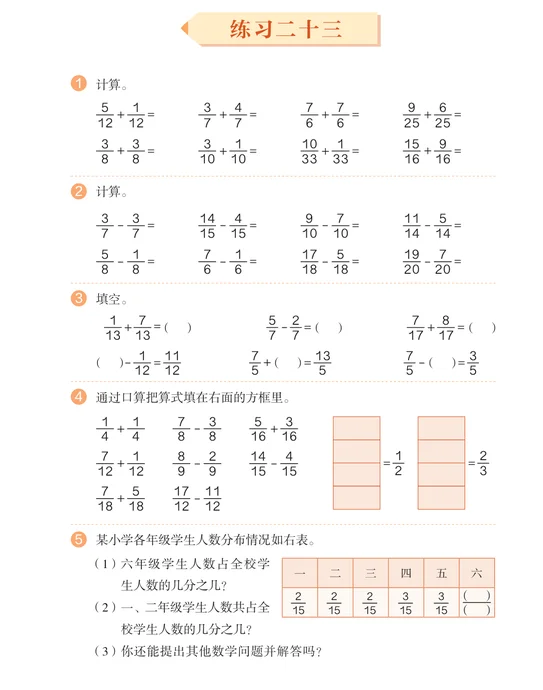 练习二十三
1 计算。
5/12 + 1/12 = 3/7 + 4/7 = 7/6 + 7/6 = 9/25 + 6/25 =
3/8 + 3/8 = 3/10 + 1/10 = 10/33 + 1/33 = 15/16 + 9/16 =
2 计算。
3/7 - 3/7 = 14/15 - 4/15 = 9/10 - 7/10 = 11/14 - 5/14 =
5/8 - 1/8 = 7/6 - 1/6 = 17/18 - 5/18 = 19/20 - 7/20 =
3 填空。
1/13 + 7/13 = ( ) 5/7 - 2/7 = ( ) 7/17 + 8/17 = ( )
( ) - 1/12 = 11/12 7/5 + ( ) = 13/5 7/5 - ( ) = 3/5
4 通过口算把算式填在右面的方框里。
1/4 + 1/4 7/8 - 3/8 5/16 + 3/16
7/12 + 1/12 8/9 - 2/9 14/15 - 4/15
7/18 + 5/18 17/12 - 11/12
= 1/2 = 2/3
5 某小学各年级学生人数分布情况如右表。
(1) 六年级学生人数占全校学
生人数的几分之几?
(2) 一、二年级学生人数共占全
校学生人数的几分之几?
(3) 你还能提出其他数学问题并解答吗?
一 二 三 四 五 六
2/15 2/15 2/15 3/15 3/15 ( )/( )